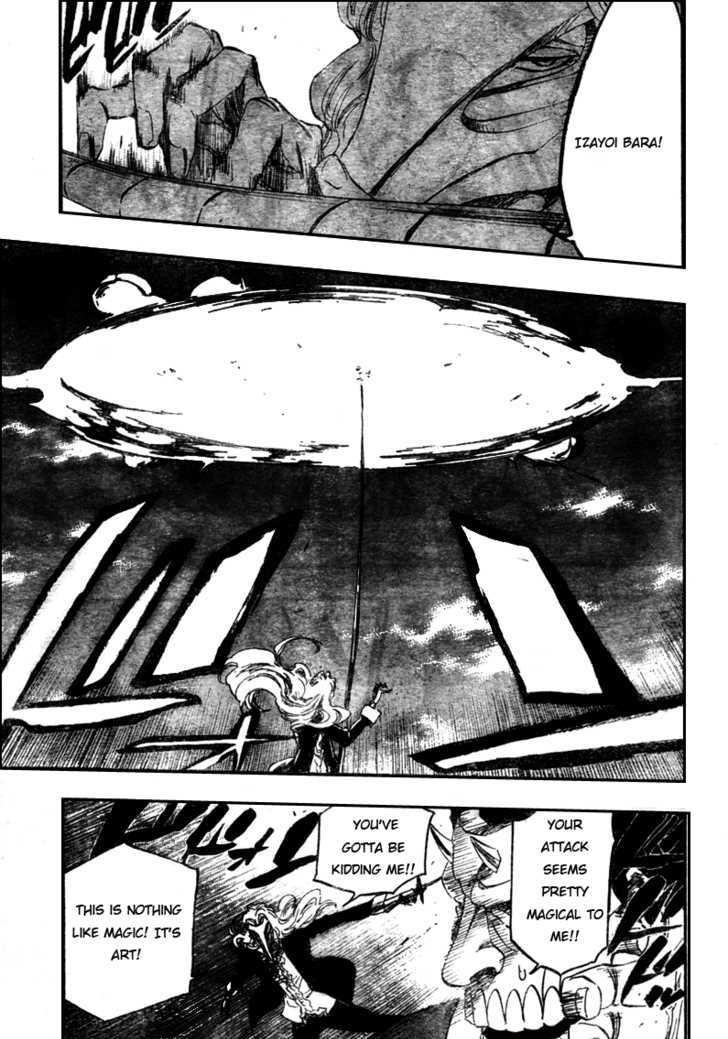 IZAYOI BARA!
YOUR
ATTACK
SEEMS
PRETTY
MAGICAL TO
ME!!
YOU'VE
GOTTA BE
KIDDING ME!!
THIS IS NOTHING
LIKE MAGIC! IT'S
ART!